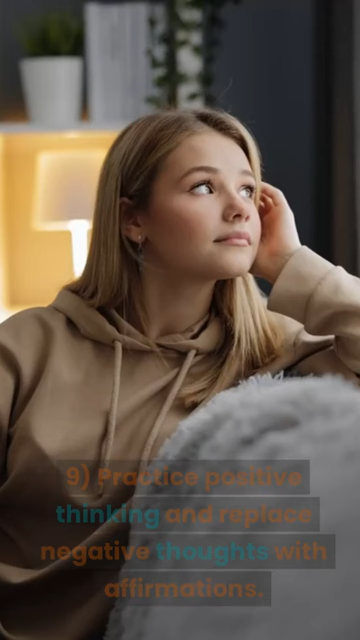 9) Practice positive
thinking and replace
negative thoughts with
affirmations.